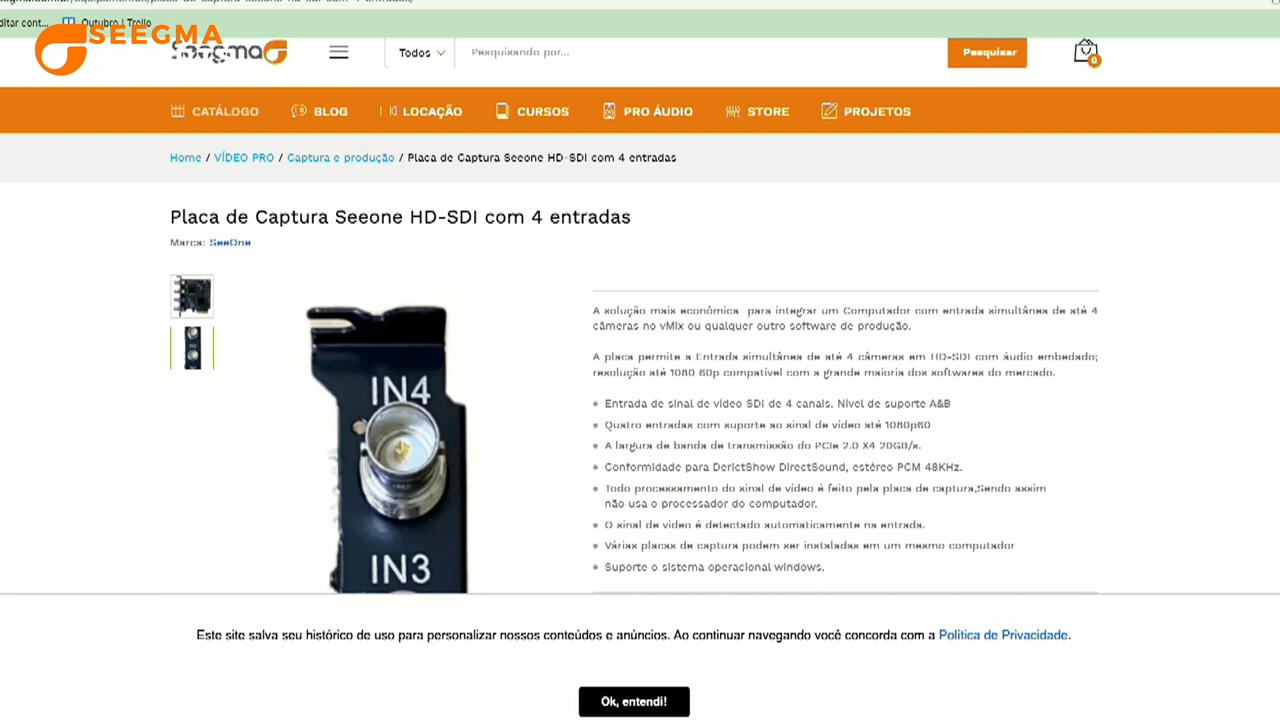 Outubro | Trello
SEEGMA
Seegma
Todos
Pesquisando por...
Pesquisar
0
CATÁLOGO
BLOG
LOCAÇÃO
CURSOS
PRO ÁUDIO
STORE
PROJETOS
Home / VÍDEO PRO / Captura e produção / Placa de Captura Seeone HD-SDI com 4 entradas
Placa de Captura Seeone HD-SDI com 4 entradas
Marca: SeeOne
A solução mais econômica para integrar um Computador com entrada simultânea de até 4
câmeras no vMix ou qualquer outro software de produção.
A placa permite a Entrada simultânea de até 4 câmeras em HD-SDI com áudio embedado;
resolução até 1080 60p compatível com a grande maioria dos softwares do mercado.
Entrada de sinal de vídeo SDI de 4 canais. Nível de suporte A&B
Quatro entradas com suporte ao sinal de vídeo até 1080p60
A largura de banda de transmissão do PCIe 2.0 X4 20GB/s.
Conformidade para DerictShow DirectSound, estéreo PCM 48KHz.
Todo processamento do sinal de vídeo é feito pela placa de captura,Sendo assim
não usa o processador do computador.
O sinal de vídeo é detectado automaticamente na entrada.
Várias placas de captura podem ser instaladas em um mesmo computador
Suporte o sistema operacional windows.
IN4
IN3
Este site salva seu histórico de uso para personalizar nossos conteúdos e anúncios. Ao continuar navegando você concorda com a Política de Privacidade.
Ok, entendi!